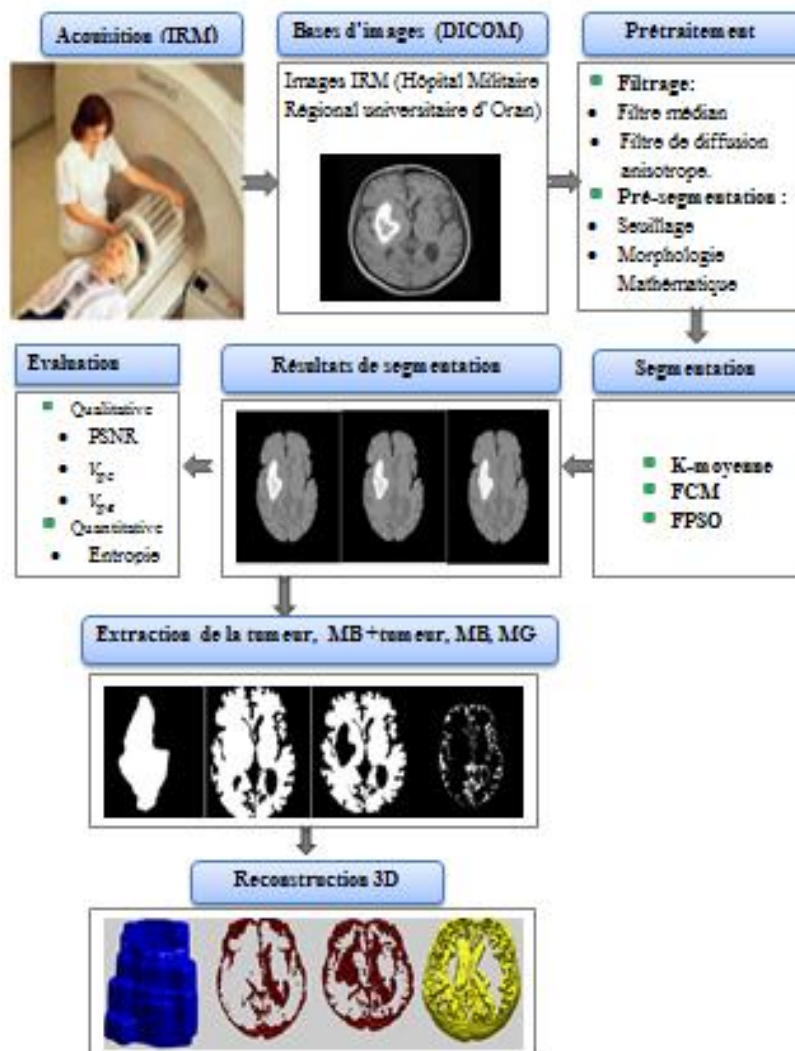 Acquisition (IRM)
Bases d'images (DICOM)
Images IRM (Hôpital Militaire
Régional universitaire d'Oran)
Prétraitement
Filtrage:
Filtre médian
Filtre de diffusion
anisotrope.
Pré-segmentation :
Seuillage
Morphologie
Mathématique
Segmentation
K-moyenne
FCM
FPSO
Résultats de segmentation
Evaluation
Qualitative
PSNR
Vpc
Vpe
Quantitative
Entropie
Extraction de la tumeur, MB+tumeur, MB, MG
Reconstruction 3D